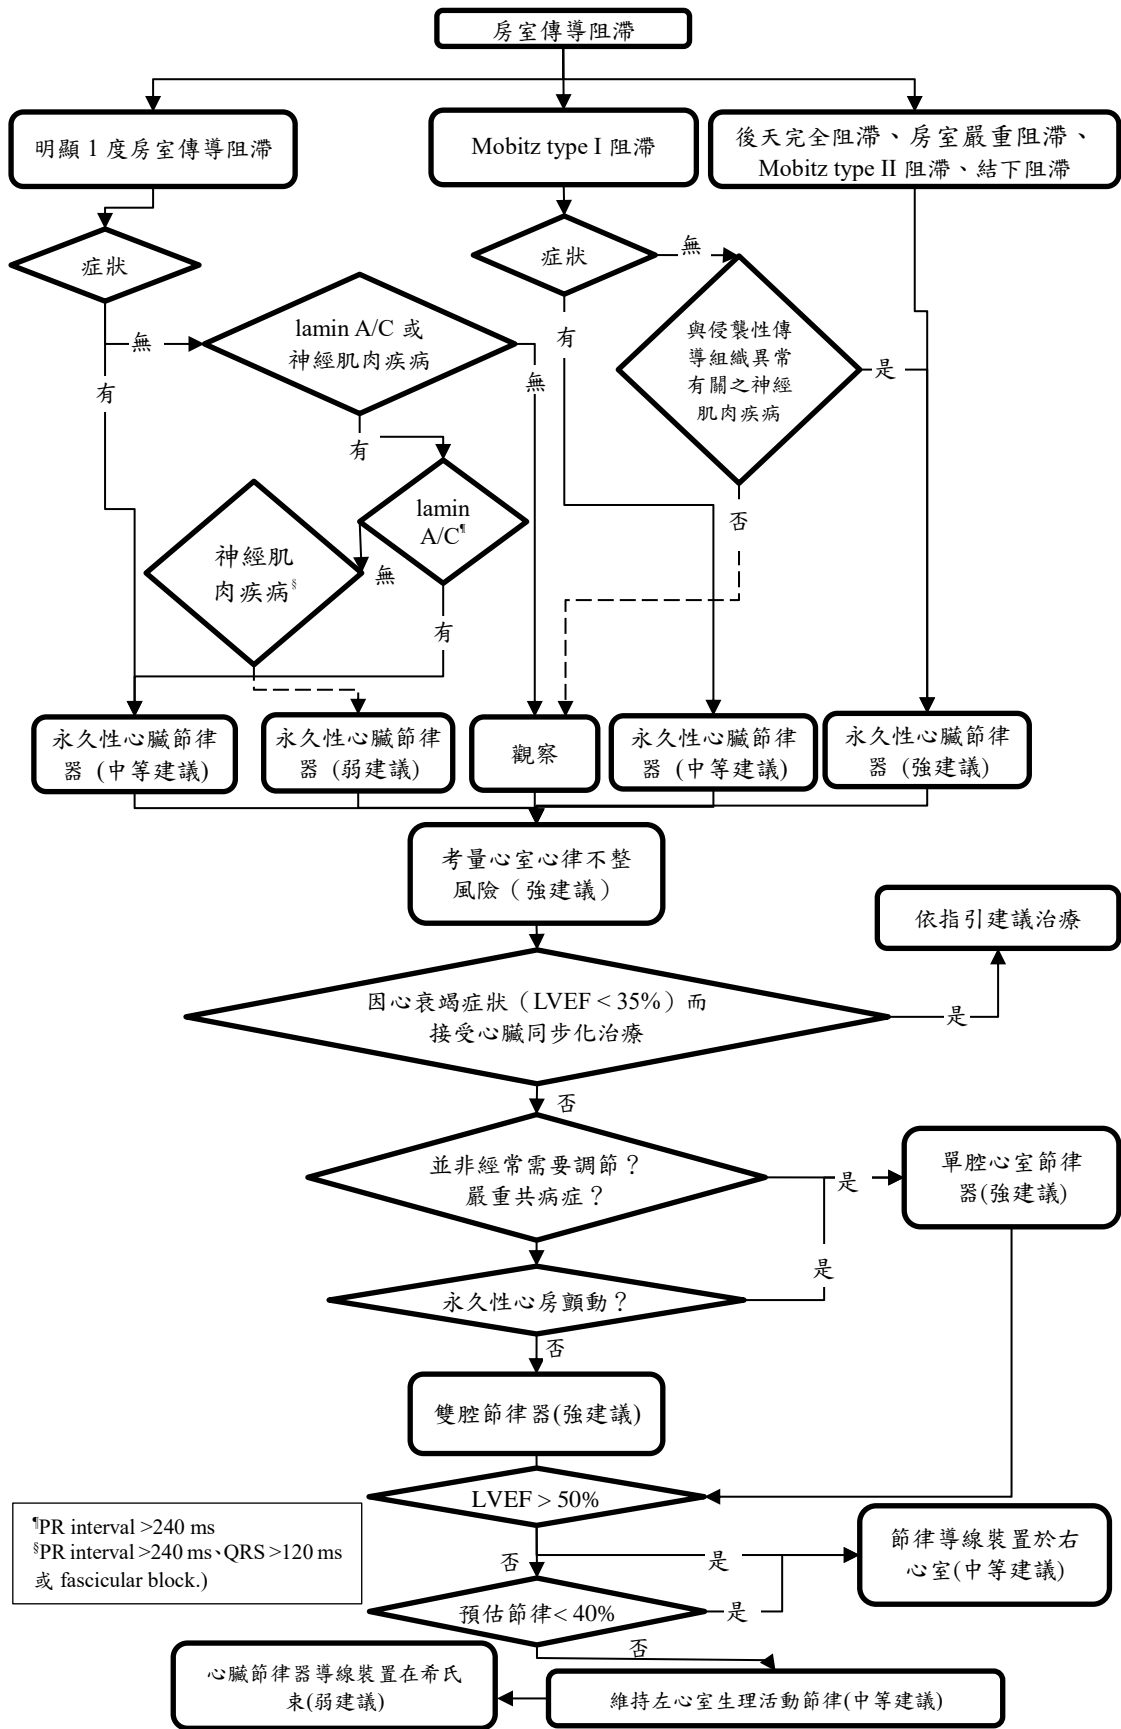 房室傳導阻滯
明顯 1 度房室傳導阻滯
Mobitz type I 阻滯
後天完全阻滯、房室嚴重阻滯、
Mobitz type II 阻滯、結下阻滯
症狀
症狀
無
lamin A/C 或
神經肌肉疾病
無
有
無
有
與侵襲性傳
導組織異常
有關之神經
肌肉疾病
是
有
lamin
A/C¶
否
神經肌
肉疾病§
無
有
永久性心臟節律
器 (中等建議)
永久性心臟節律
器 (弱建議)
觀察
永久性心臟節律
器 (中等建議)
永久性心臟節律
器 (強建議)
考量心室心律不整
風險（強建議）
依指引建議治療
因心衰竭症狀（LVEF < 35%）而
接受心臟同步化治療
是
否
並非經常需要調節？
嚴重共病症？
是
單腔心室節律
器(強建議)
是
永久性心房顫動？
否
雙腔節律器(強建議)
LVEF > 50%
¶PR interval >240 ms
§PR interval >240 ms、QRS >120 ms
或 fascicular block.)
否
是
節律導線裝置於右
心室(中等建議)
預估節律< 40%
是
否
心臟節律器導線裝置在希氏
束(弱建議)
維持左心室生理活動節律(中等建議)